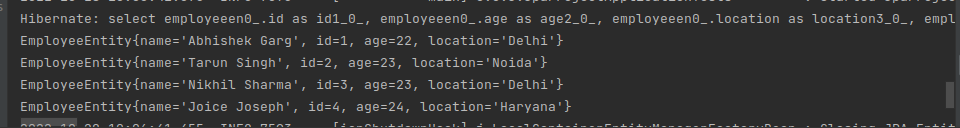 Hibernate: select employeeen0_.id as id1_0_, employeeen0_.age as age2_0_, employeeen0_.location as location3_0_, empl
EmployeeEntity{name='Abhishek Garg', id=1, age=22, location='Delhi'}
EmployeeEntity{name='Tarun Singh', id=2, age=23, location='Noida'}
EmployeeEntity{name='Nikhil Sharma', id=3, age=23, location='Delhi'}
EmployeeEntity{name='Joice Joseph', id=4, age=24, location='Haryana'}